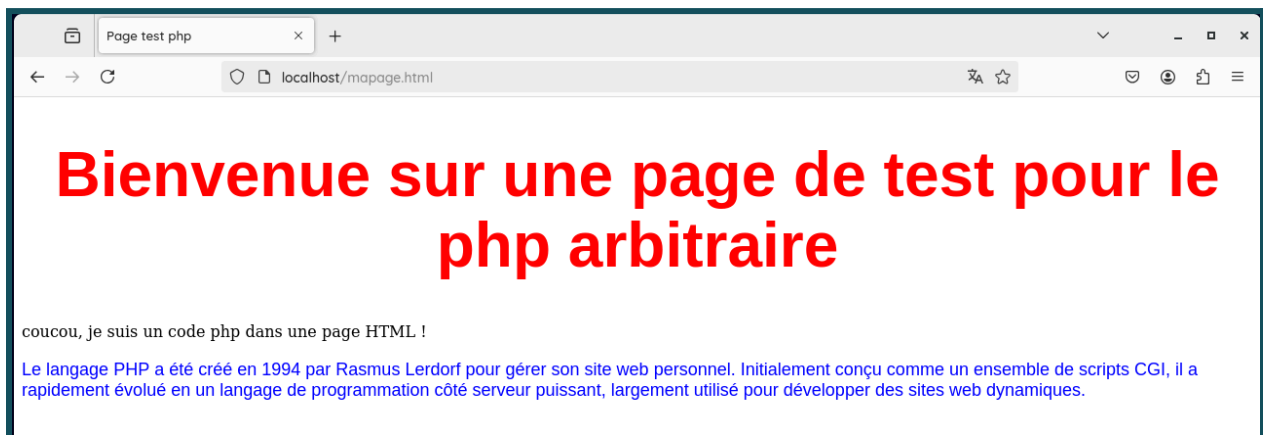 Page test php
localhost/mapage.html
Bienvenue sur une page de test pour le
php arbitraire
coucou, je suis un code php dans une page HTML !
Le langage PHP a été créé en 1994 par Rasmus Lerdorf pour gérer son site web personnel. Initialement conçu comme un ensemble de scripts CGI, il a
rapidement évolué en un langage de programmation côté serveur puissant, largement utilisé pour développer des sites web dynamiques.